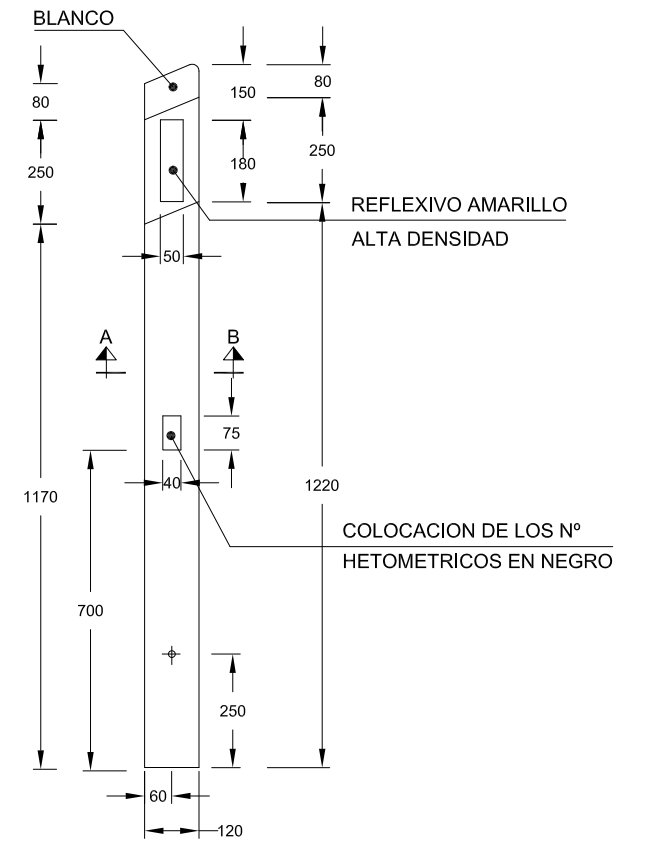 BLANCO
80
150
80
250
180
250
REFLEXIVO AMARILLO
ALTA DENSIDAD
50
A
B
75
40
1170
1220
COLOCACION DE LOS Nº
HETOMETRICOS EN NEGRO
700
250
60
120